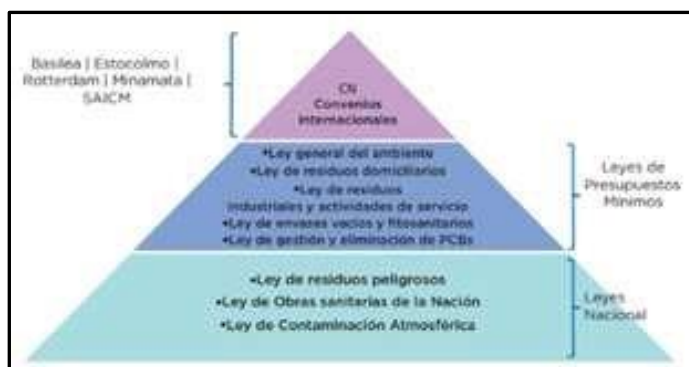 Basilea | Estocolmo |
Rotterdam | Minamata |
SAICM
CN
Convenios
Internacionales
•Ley general del ambiente
•Ley de residuos domiciliarios
•Ley de residuos
industriales y actividades de servicio
•Ley de envases vacíos y fitosanitarios
•Ley de gestión y eliminación de PCBs
Leyes de
Presupuestos
Mínimos
•Ley de residuos peligrosos
•Ley de Obras sanitarias de la Nación
•Ley de Contaminación Atmosférica
Leyes
Nacional